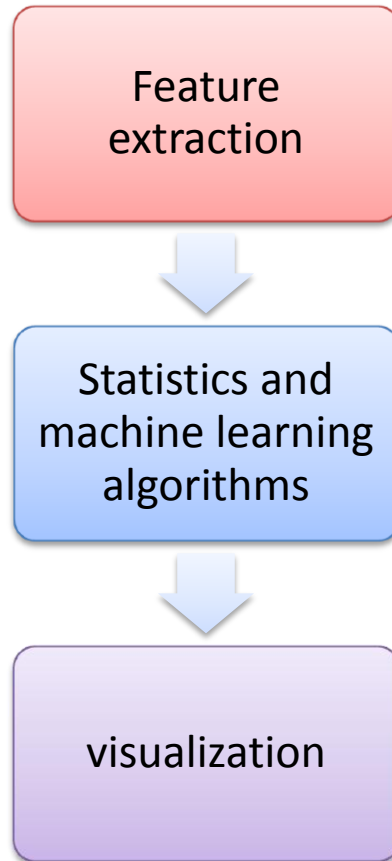 Feature
extraction
Statistics and
machine learning
algorithms
visualization